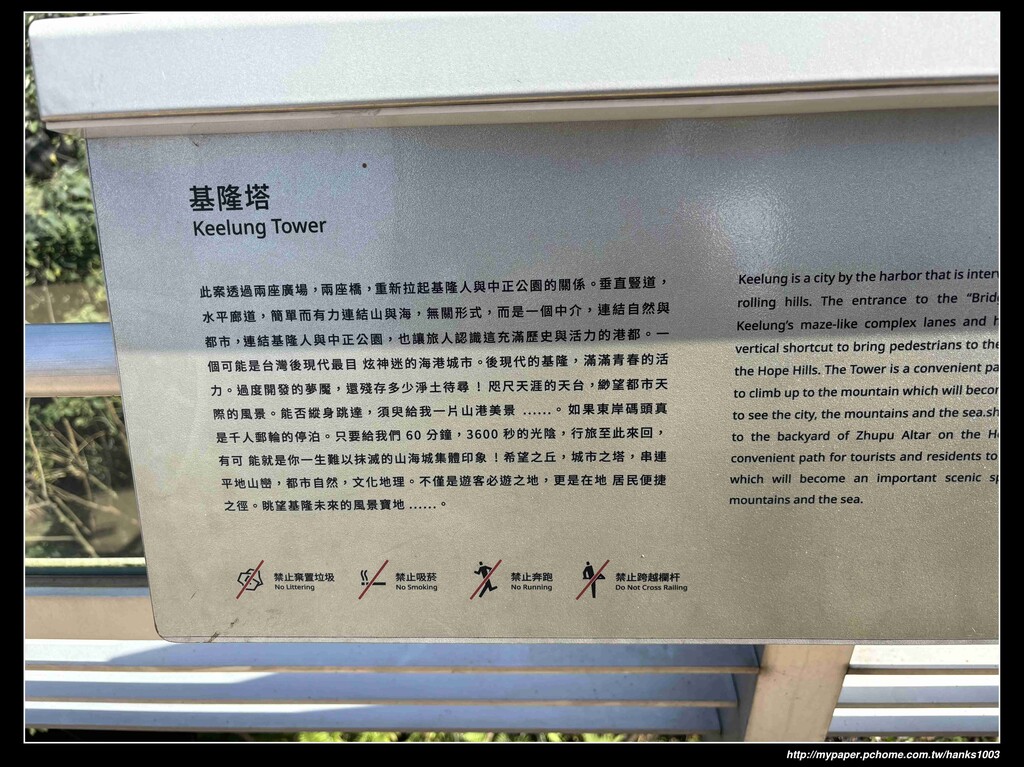 基隆塔
Keelung Tower
此案透過兩座廣場，兩座橋，重新拉起基隆人與中正公園的關係。垂直豎道，
水平廊道，簡單而有力連結山與海，無關形式，而是一個中介，連結自然與
都市，連結基隆人與中正公園，也讓旅人認識這充滿歷史與活力的港都。一
個可能是台灣後現代最目 炫神迷的海港城市。後現代的基隆，滿滿青春的活
力。過度開發的夢魘，還殘存多少淨土待尋！咫尺天涯的天台，緲望都市天
際的風景。能否縱身跳達，須臾給我一片山港美景 ......。如果東岸碼頭真
是千人郵輪的停泊。只要給我們 60 分鐘，3600 秒的光陰，行旅至此來回，
有可 能就是你一生難以抹滅的山海城集體印象！希望之丘，城市之塔，串連
平地山巒，都市自然，文化地理。不僅是遊客必遊之地，更是在地 居民便捷
之徑。眺望基隆未來的風景寶地 ......。
Keelung is a city by the harbor that is inter
rolling hills. The entrance to the “Brid
Keelung’s maze-like complex lanes and h
vertical shortcut to bring pedestrians to the
the Hope Hills. The Tower is a convenient pa
to climb up to the mountain which will becor
to see the city, the mountains and the sea.sh
to the backyard of Zhupu Altar on the H
convenient path for tourists and residents to
which will become an important scenic sp
mountains and the sea.
禁止棄置垃圾
No Littering
禁止吸菸
No Smoking
禁止奔跑
No Running
禁止跨越欄杆
Do Not Cross Railing
http://mypaper.pchome.com.tw/hanks1003